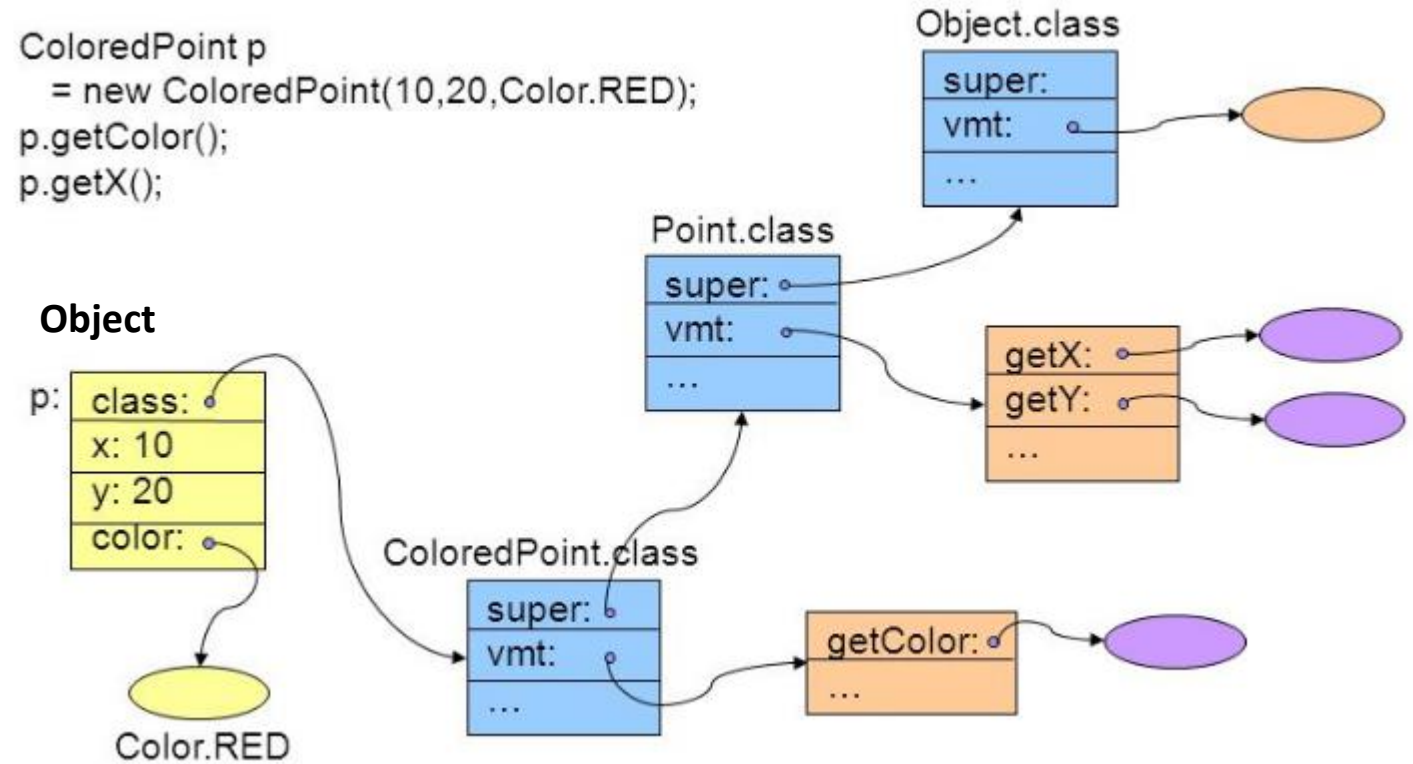 ColoredPoint p
= new ColoredPoint(10,20,Color.RED);
p.getColor();
p.getX();
Object.class
super:
vmt:
...
Point.class
super:
vmt:
...
getX:
getY:
...
Object
p:
class:
x: 10
y: 20
color:
Color.RED
ColoredPoint.class
super:
vmt:
...
getColor:
...